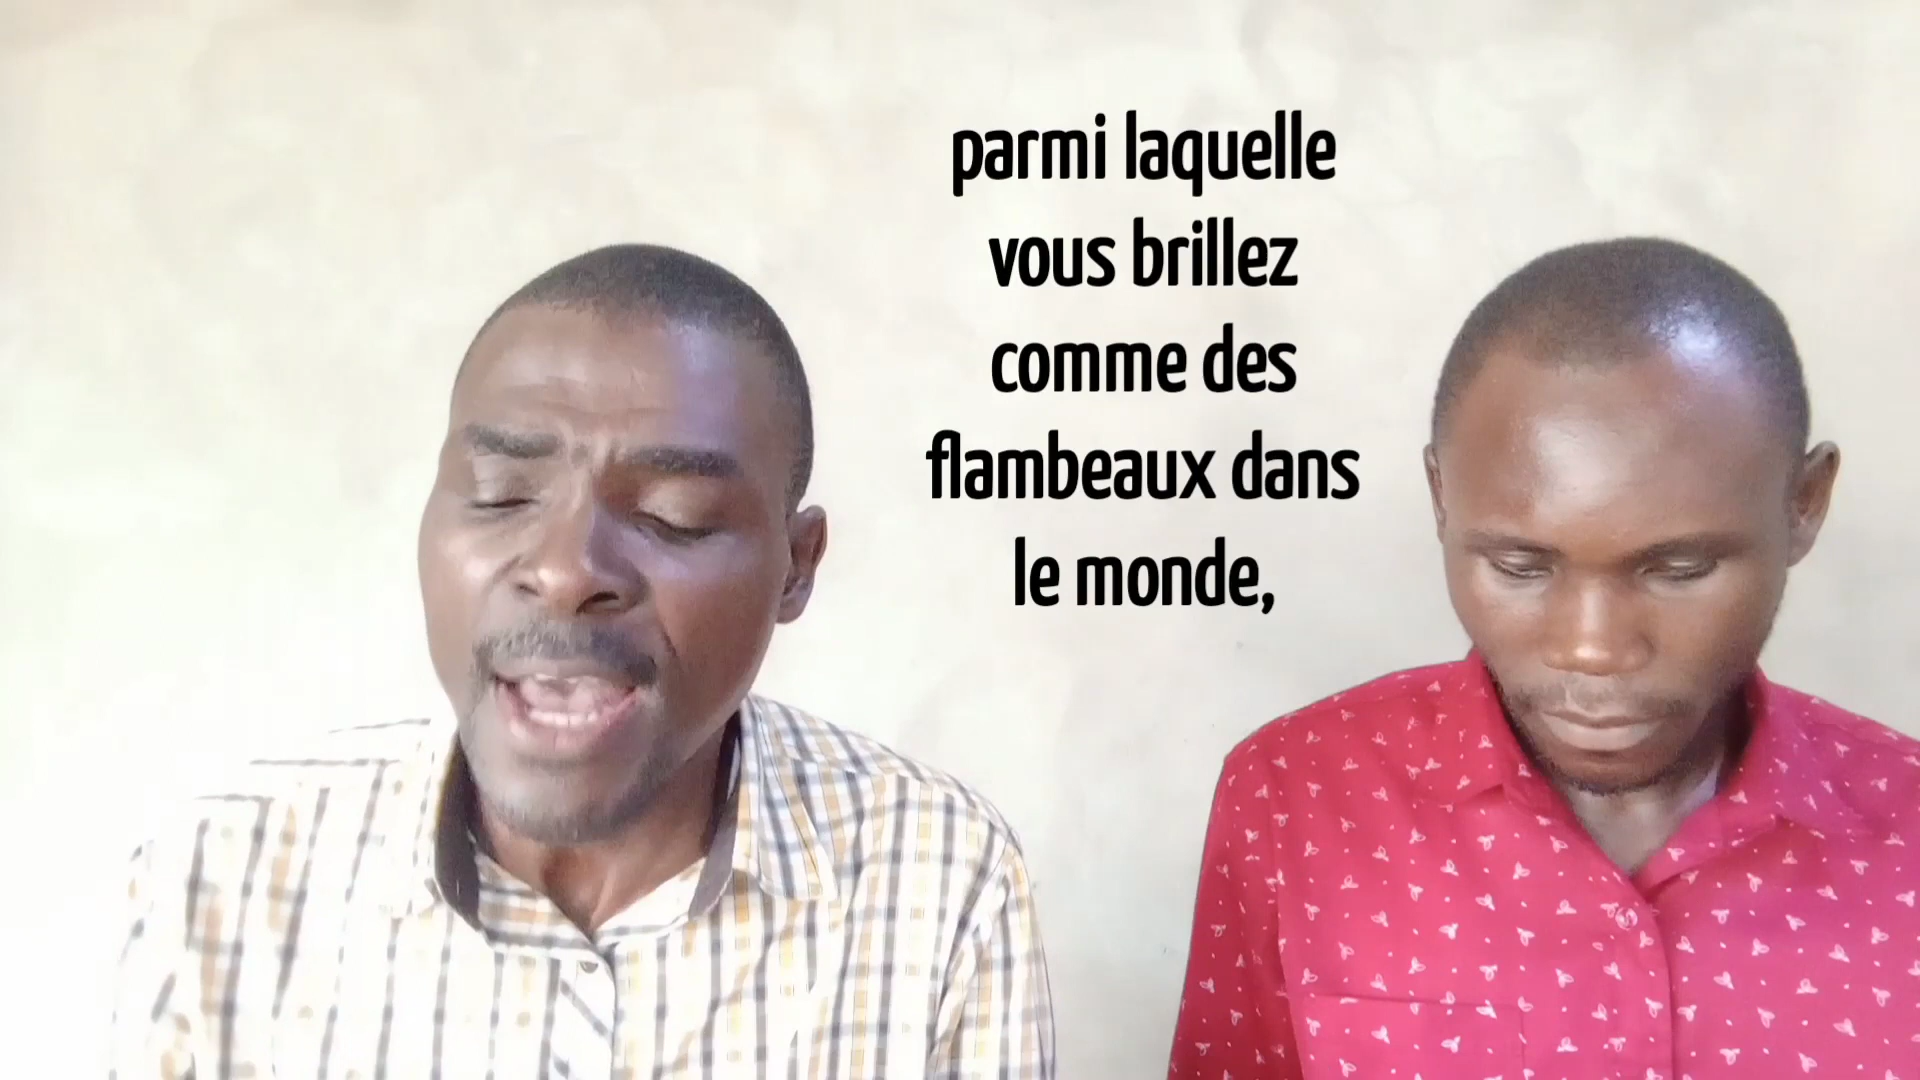 parmi laquelle
vous brillez
comme des
flambeaux dans
le monde,